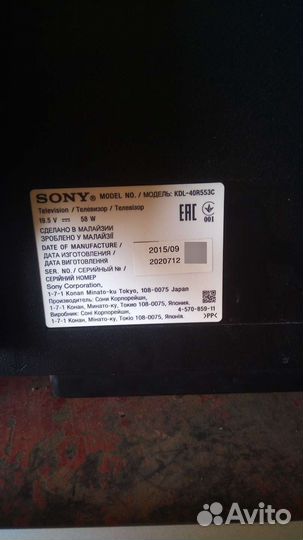 SONY® MODEL NO. / МОДЕЛЬ: KDL-40R553C
Television / Телевизор / Телевізор
19.5 V ⎓ 58 W
EAC
001
СДЕЛАНО В МАЛАЙЗИИ
ЗРОБЛЕНО У МАЛАЙЗІЇ
DATE OF MANUFACTURE /
ДАТА ИЗГОТОВЛЕНИЯ /
ДАТА ВИГОТОВЛЕННЯ
2015/09
SER. NO. / СЕРИЙНЫЙ № /
СЕРІЙНИЙ НОМЕР
2020712
Sony Corporation,
1-7-1 Konan Minato-ku Tokyo, 108-0075 Japan
Производитель: Сони Корпорейшн,
1-7-1 Конан, Минато-ку, Токио 108-0075, Япония.
Виробник: Соні Корпорейшн,
1-7-1 Конан, Мінато-ку, Токіо 108-0075, Японія.
4-570-859-11
>PP<
Avito